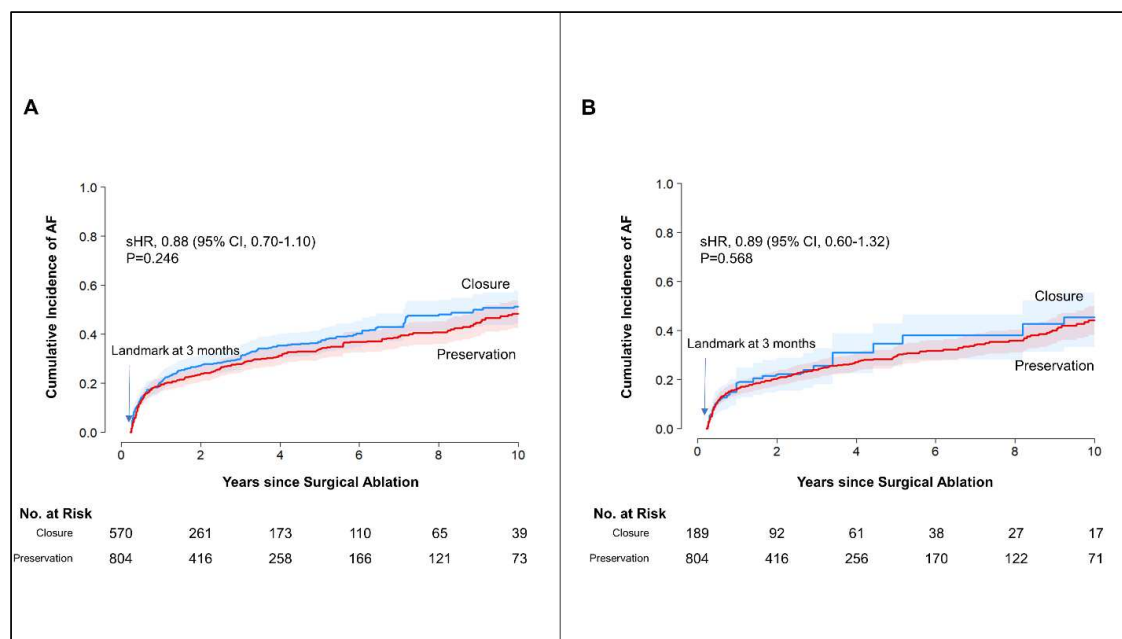 A
Cumulative Incidence of AF
1.0
0.8
0.6
0.4
0.2
0.0
sHR, 0.88 (95% CI, 0.70-1.10)
P=0.246
Closure
Landmark at 3 months
Preservation
0 2 4 6 8 10
Years since Surgical Ablation
No. at Risk
Closure 570 261 173 110 65 39
Preservation 804 416 258 166 121 73
B
Cumulative Incidence of AF
1.0
0.8
0.6
0.4
0.2
0.0
sHR, 0.89 (95% CI, 0.60-1.32)
P=0.568
Closure
Landmark at 3 months
Preservation
0 2 4 6 8 10
Years since Surgical Ablation
No. at Risk
Closure 189 92 61 38 27 17
Preservation 804 416 256 170 122 71